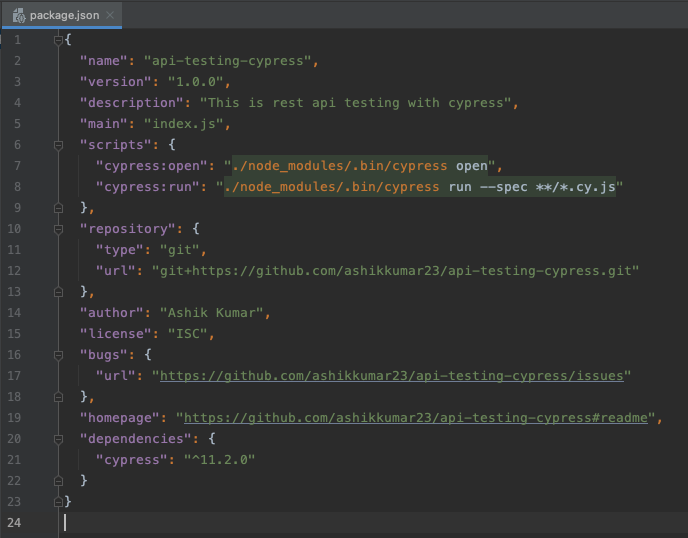 package.json
1 {
2 "name": "api-testing-cypress",
3 "version": "1.0.0",
4 "description": "This is rest api testing with cypress",
5 "main": "index.js",
6 "scripts": {
7 "cypress:open": "./node_modules/.bin/cypress open",
8 "cypress:run": "./node_modules/.bin/cypress run --spec **/*.cy.js"
9 },
10 "repository": {
11 "type": "git",
12 "url": "git+https://github.com/ashikkumar23/api-testing-cypress.git"
13 },
14 "author": "Ashik Kumar",
15 "license": "ISC",
16 "bugs": {
17 "url": "https://github.com/ashikkumar23/api-testing-cypress/issues"
18 },
19 "homepage": "https://github.com/ashikkumar23/api-testing-cypress#readme",
20 "dependencies": {
21 "cypress": "^11.2.0"
22 }
23 }
24